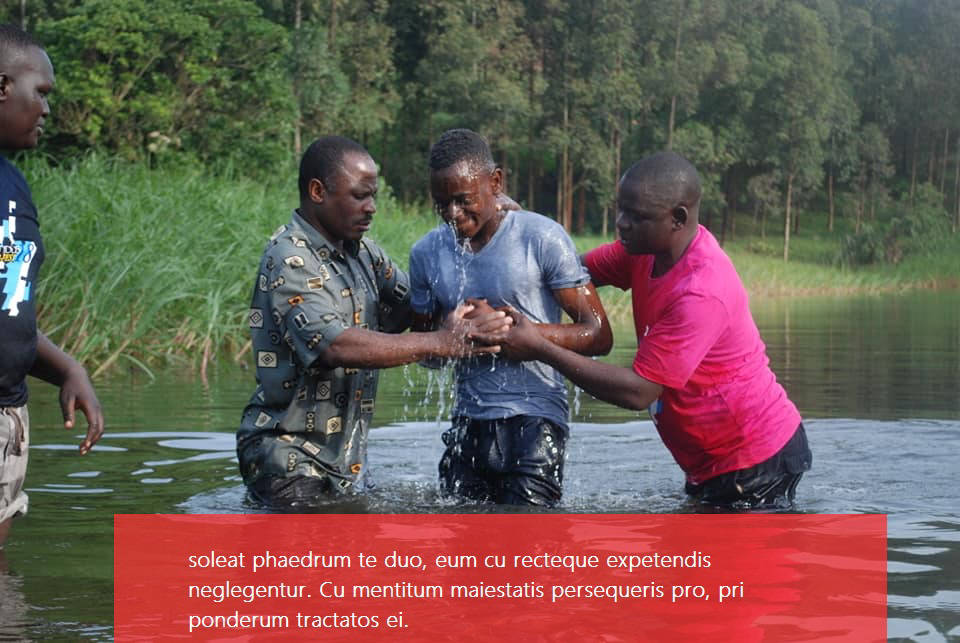 soleat phaedrum te duo, eum cu recteque expetendis
neglegentur. Cu mentitum maiestatis persequeris pro, pri
ponderum tractatos ei.